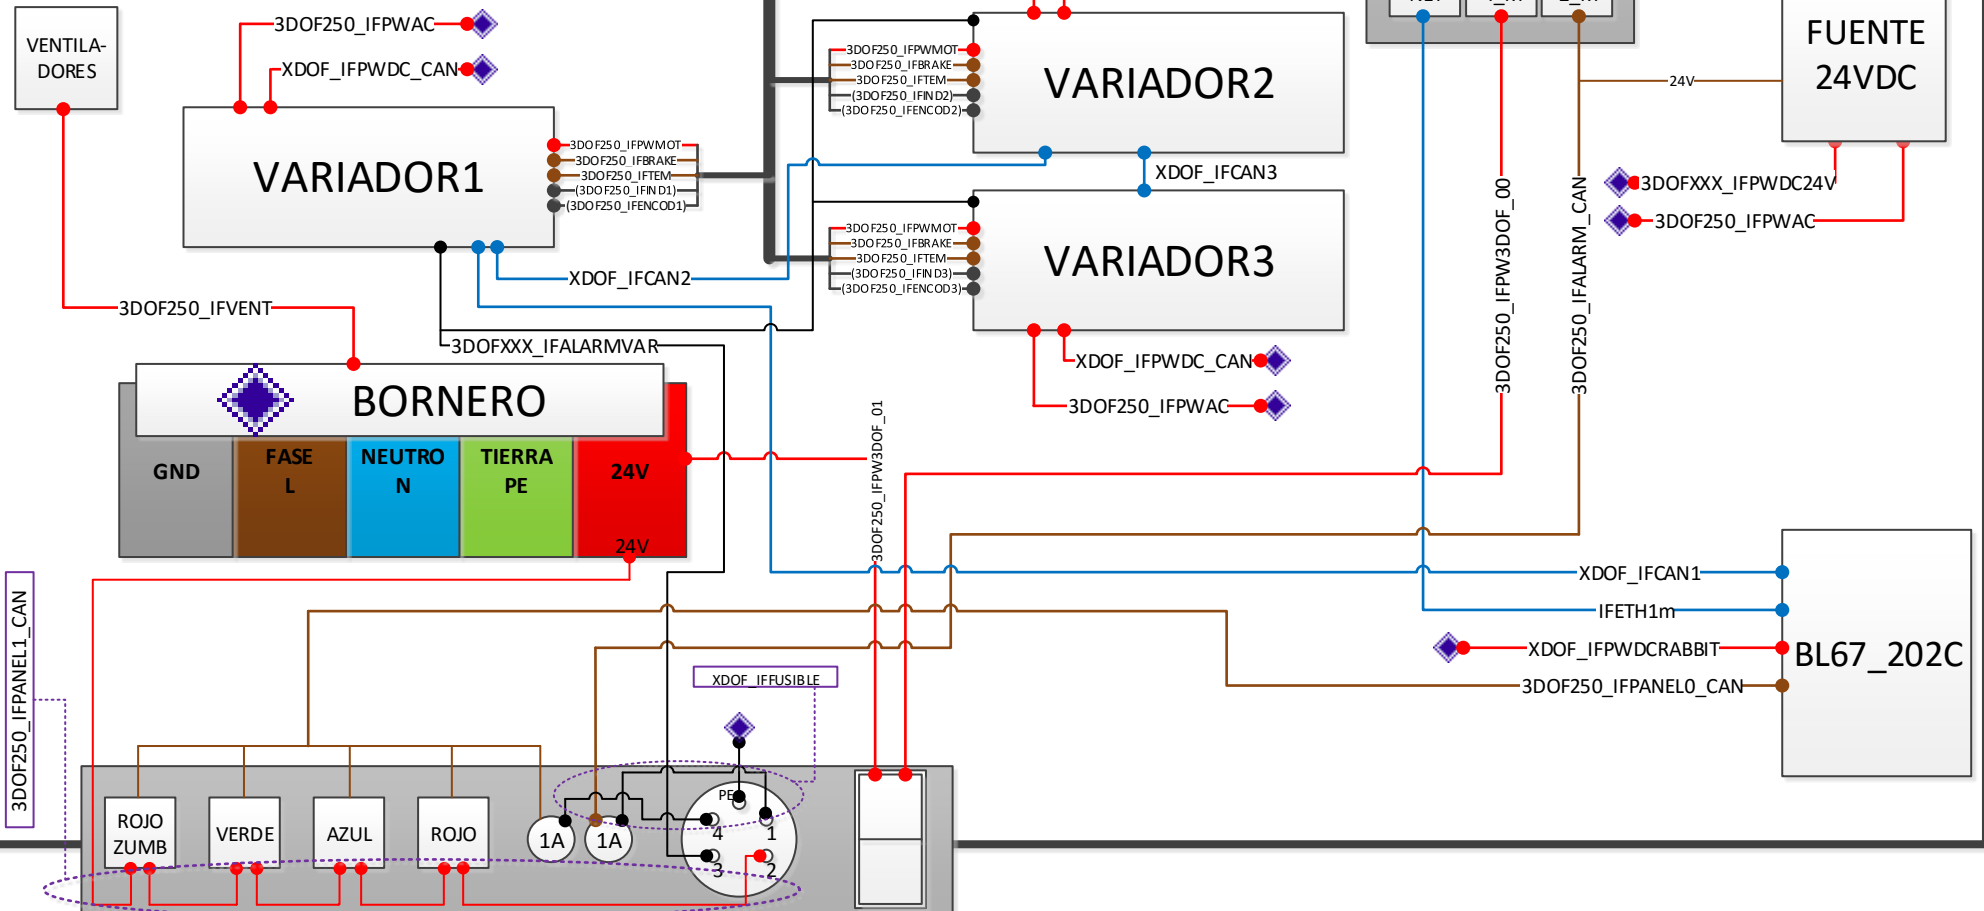 VENTILA-
DORES
3DOF250_IFPWAC
XDOF_IFPWDC_CAN
VARIADOR1
3DOF250_IFPWMOT
3DOF250_IFBRAKE
3DOF250_IFTEM
(3DOF250_IFIND1)
(3DOF250_IFENCOD1)
3DOF250_IFPWMOT
3DOF250_IFBRAKE
3DOF250_IFTEM
(3DOF250_IFIND2)
(3DOF250_IFENCOD2)
VARIADOR2
XDOF_IFCAN3
3DOF250_IFPWMOT
3DOF250_IFBRAKE
3DOF250_IFTEM
(3DOF250_IFIND3)
(3DOF250_IFENCOD3)
VARIADOR3
XDOF_IFCAN2
3DOF250_IFVENT
3DOFXXX_IFALARMVAR
XDOF_IFPWDC_CAN
3DOF250_IFPWAC
FUENTE
24VDC
24V
3DOFXXX_IFPWDC24V
3DOF250_IFPWAC
3DOF250_IFPW3DOF_00
3DOF250_IFALARM_CAN
BORNERO
GND
FASE
L
NEUTRO
N
TIERRA
PE
24V
24V
3DOF250_IFPW3DOF_01
XDOF_IFCAN1
IFETH1m
XDOF_IFPWDCRABBIT
3DOF250_IFPANEL0_CAN
BL67_202C
3DOF250_IFPANEL1_CAN
XDOF_IFFUSIBLE
ROJO
ZUMB
VERDE
AZUL
ROJO
1A
1A
PE
4
1
3
2